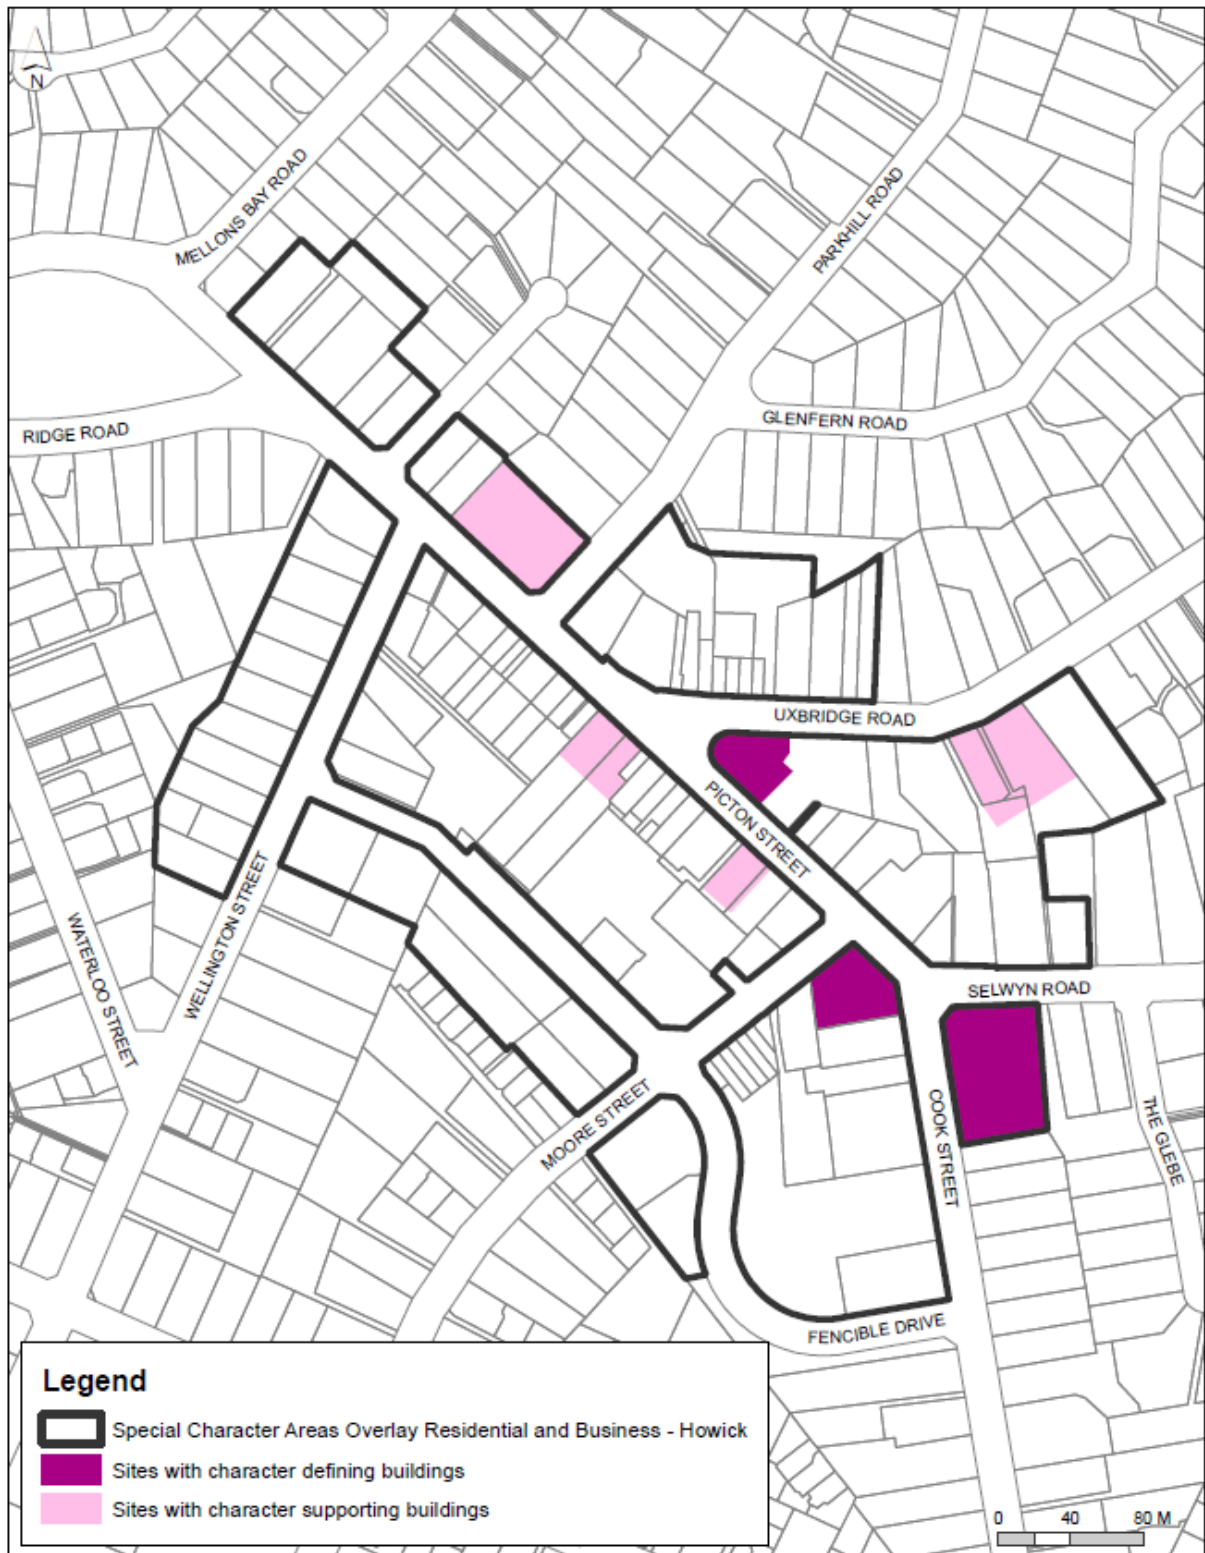 N
MELLONS BAY ROAD
PARKHILL ROAD
GLENFERN ROAD
RIDGE ROAD
UXBRIDGE ROAD
PICTON STREET
WELLINGTON STREET
WATERLOO STREET
SELWYN ROAD
MOORE STREET
COOK STREET
THE GLEBE
FENCIBLE DRIVE
Legend
Special Character Areas Overlay Residential and Business - Howick
Sites with character defining buildings
Sites with character supporting buildings
0 40 80 M